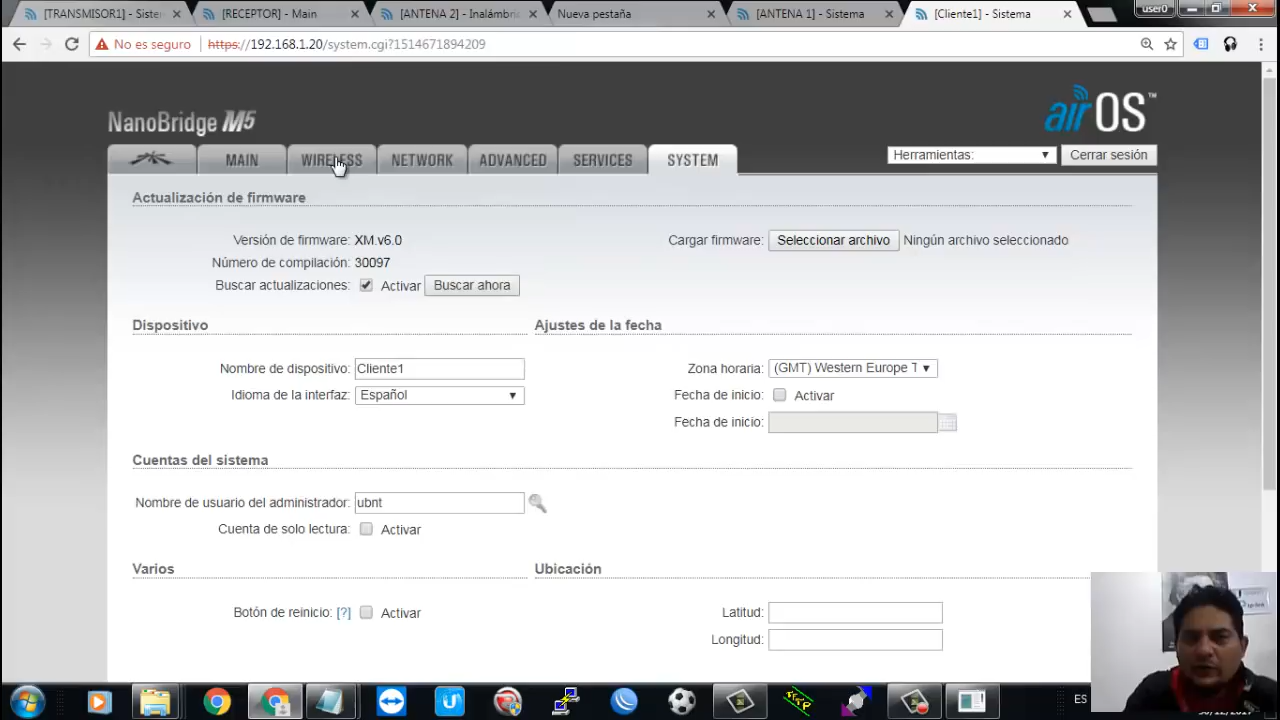 [TRANSMISOR1] - Sistem
[RECEPTOR] - Main
[ANTENA 2] - Inalámbri
Nueva pestaña
[ANTENA 1] - Sistema
[Cliente1] - Sistema
user0
No es seguro
https://192.168.1.20/system.cgi?1514671894209
NanoBridge M5
airOS™
MAIN
WIRELESS
NETWORK
ADVANCED
SERVICES
SYSTEM
Herramientas:
Cerrar sesión
Actualización de firmware
Versión de firmware: XM.v6.0
Cargar firmware: Seleccionar archivo Ningún archivo seleccionado
Número de compilación: 30097
Buscar actualizaciones: Activar Buscar ahora
Dispositivo
Ajustes de la fecha
Nombre de dispositivo: Cliente1
Zona horaria: (GMT) Western Europe T
Idioma de la interfaz: Español
Fecha de inicio: Activar
Fecha de inicio:
Cuentas del sistema
Nombre de usuario del administrador: ubnt
Cuenta de solo lectura: Activar
Varios
Ubicación
Botón de reinicio: [?] Activar
Latitud:
Longitud:
ES